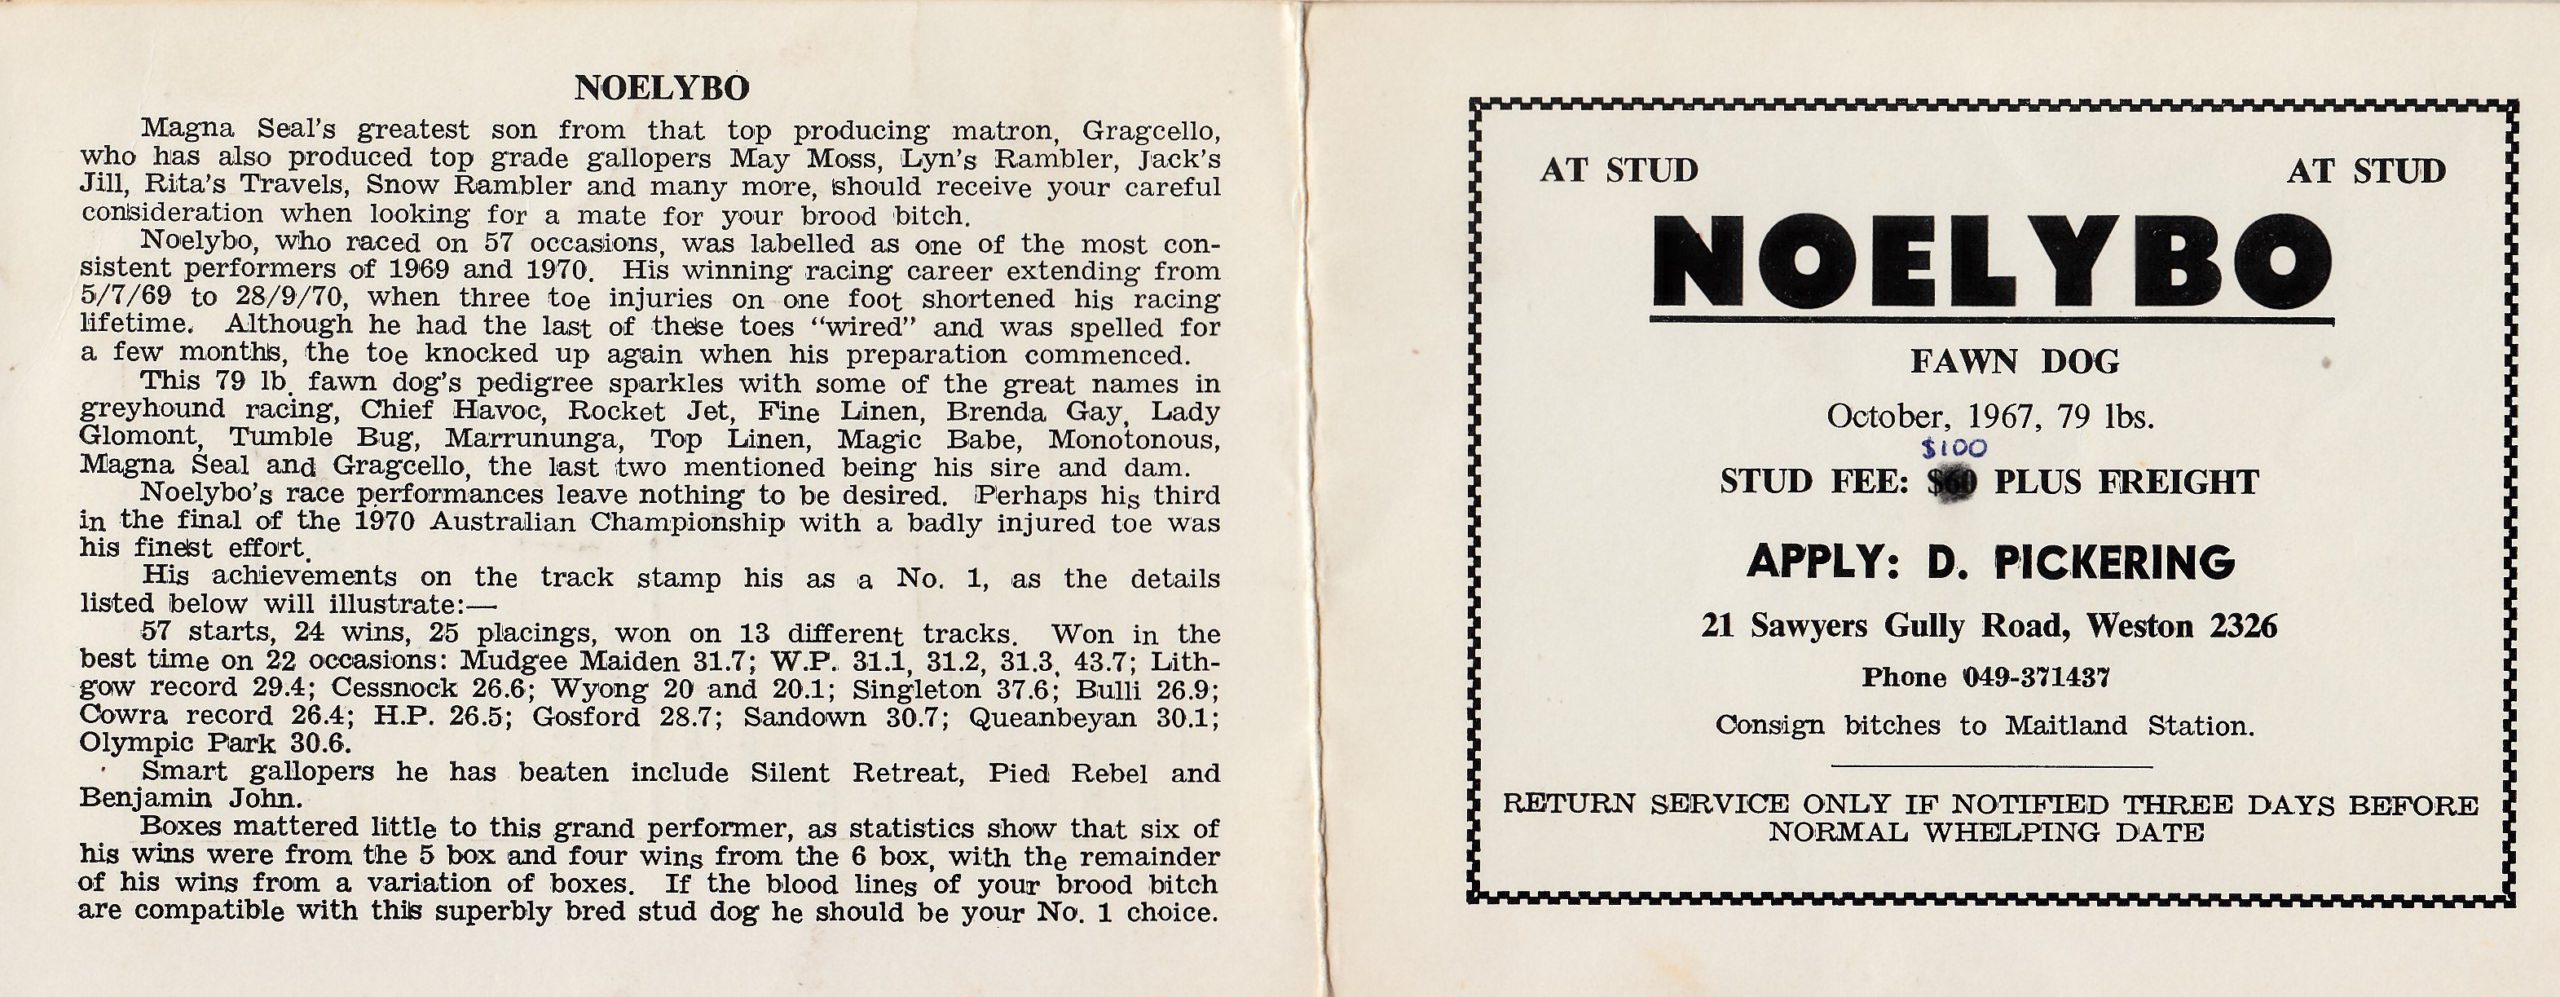 NOELYBO
Magna Seal's greatest son from that top producing matron, Gragcello,
who has also produced top grade gallopers May Moss, Lyn's Rambler, Jack's
Jill, Rita's Travels, Snow Rambler and many more, should receive your careful
consideration when looking for a mate for your brood bitch.
Noelybo, who raced on 57 occasions, was labelled as one of the most con-
sistent performers of 1969 and 1970. His winning racing career extending from
5/7/69 to 28/9/70, when three toe injuries on one foot shortened his racing
lifetime. Although he had the last of these toes "wired" and was spelled for
a few months, the toe knocked up again when his preparation commenced.
This 79 lb. fawn dog's pedigree sparkles with some of the great names in
greyhound racing, Chief Havoc, Rocket Jet, Fine Linen, Brenda Gay, Lady
Glomont, Tumble Bug, Marrununga, Top Linen, Magic Babe, Monotonous,
Magna Seal and Gragcello, the last two mentioned being his sire and dam.
Noelybo's race performances leave nothing to be desired. Perhaps his third
in the final of the 1970 Australian Championship with a badly injured toe was
his finest effort.
His achievements on the track stamp his as a No. 1, as the details
listed below will illustrate:—
57 starts, 24 wins, 25 placings, won on 13 different tracks. Won in the
best time on 22 occasions: Mudgee Maiden 31.7; W.P. 31.1, 31.2, 31.3, 43.7; Lith-
gow record 29.4; Cessnock 26.6; Wyong 20 and 20.1; Singleton 37.6; Bulli 26.9;
Cowra record 26.4; H.P. 26.5; Gosford 28.7; Sandown 30.7; Queanbeyan 30.1;
Olympic Park 30.6.
Smart gallopers he has beaten include Silent Retreat, Pied Rebel and
Benjamin John.
Boxes mattered little to this grand performer, as statistics show that six of
his wins were from the 5 box and four wins from the 6 box, with the remainder
of his wins from a variation of boxes. If the blood lines of your brood bitch
are compatible with this superbly bred stud dog he should be your No. 1 choice.
AT STUD AT STUD
NOELYBO
FAWN DOG
October, 1967, 79 lbs.
$100
STUD FEE: $60 PLUS FREIGHT
APPLY: D. PICKERING
21 Sawyers Gully Road, Weston 2326
Phone 049-371437
Consign bitches to Maitland Station.
RETURN SERVICE ONLY IF NOTIFIED THREE DAYS BEFORE
NORMAL WHELPING DATE